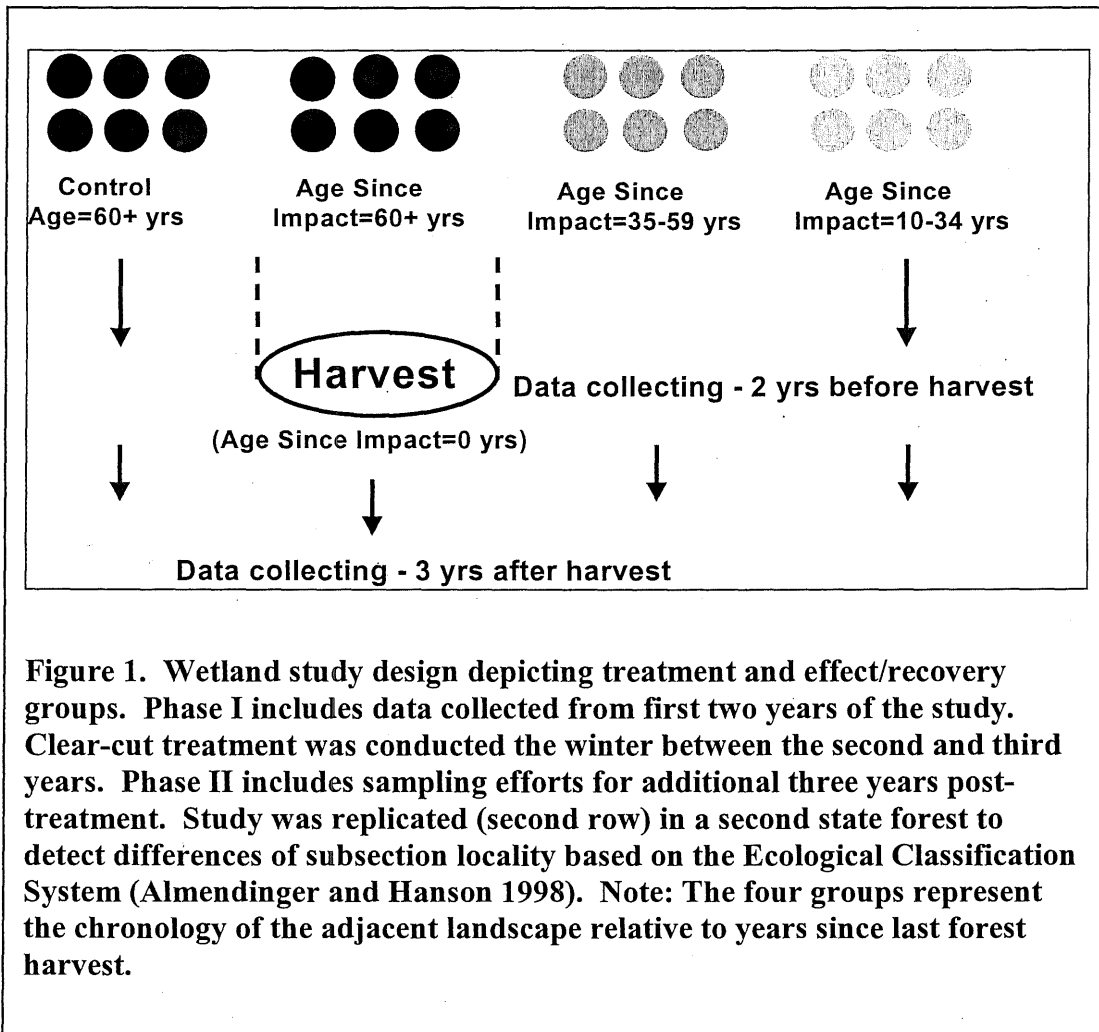 Control
Age=60+ yrs
Age Since
Impact=60+ yrs
Age Since
Impact=35-59 yrs
Age Since
Impact=10-34 yrs
Harvest
Data collecting - 2 yrs before harvest
(Age Since Impact=0 yrs)
Data collecting - 3 yrs after harvest
Figure 1. Wetland study design depicting treatment and effect/recovery
groups. Phase I includes data collected from first two years of the study.
Clear-cut treatment was conducted the winter between the second and third
years. Phase II includes sampling efforts for additional three years post-
treatment. Study was replicated (second row) in a second state forest to
detect differences of subsection locality based on the Ecological Classification
System (Almendinger and Hanson 1998). Note: The four groups represent
the chronology of the adjacent landscape relative to years since last forest
harvest.